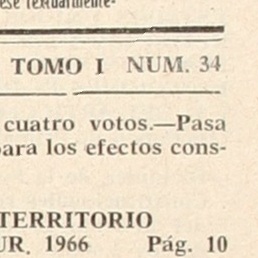 TOMO I NUM. 34
cuatro votos.—Pasa
para los efectos cons-
TERRITORIO
UR, 1966 Pág. 10